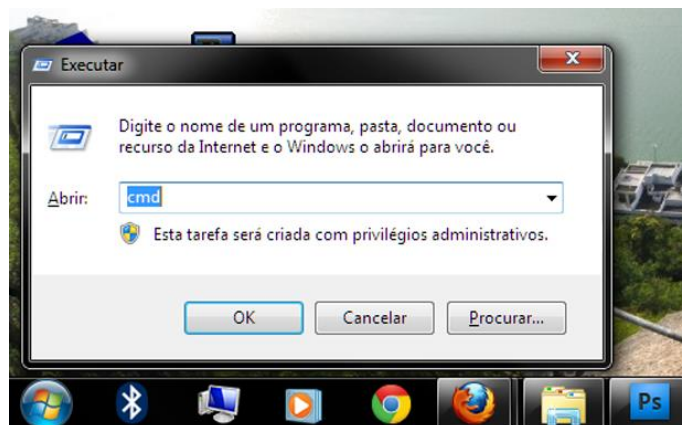 Executar
Digite o nome de um programa, pasta, documento ou
recurso da Internet e o Windows o abrirá para você.
Abrir:
cmd
Esta tarefa será criada com privilégios administrativos.
OK
Cancelar
Procurar...
Ps